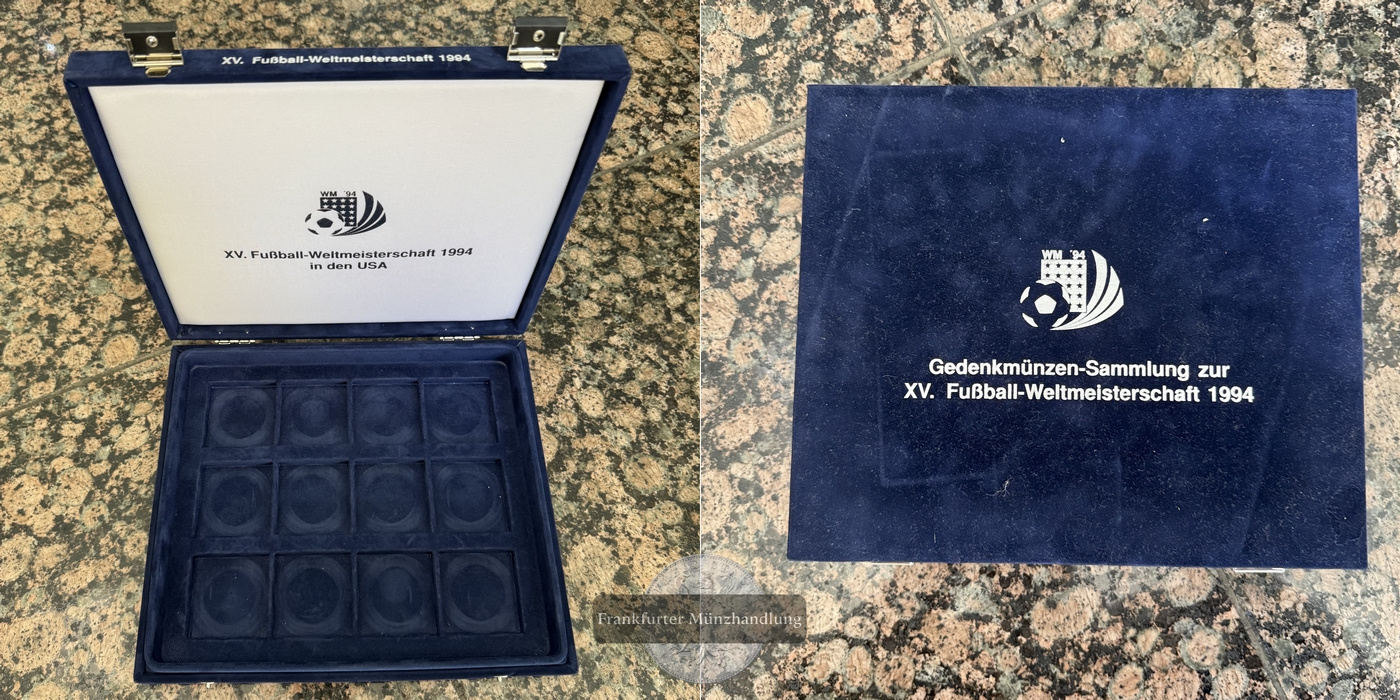 XV. Fußball-Weltmeisterschaft 1994
WM '94
XV. Fußball-Weltmeisterschaft 1994
in den USA
WM '94
Gedenkmünzen-Sammlung zur
XV. Fußball-Weltmeisterschaft 1994
Frankfurter Münzhandlung